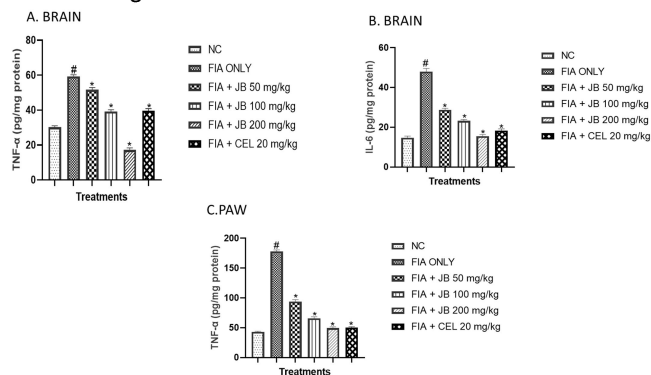 A. BRAIN
TNF-α (pg/mg protein)
80
60
40
20
0
#
*
*
*
*
Treatments
NC
FIA ONLY
FIA + JB 50 mg/kg
FIA + JB 100 mg/kg
FIA + JB 200 mg/kg
FIA + CEL 20 mg/kg
B. BRAIN
IL-6 (pg/mg protein)
60
40
20
0
#
*
*
*
*
Treatments
NC
FIA ONLY
FIA + JB 50 mg/kg
FIA + JB 100 mg/kg
FIA + JB 200 mg/kg
FIA + CEL 20 mg/kg
C.PAW
TNF-α (pg/mg protein)
200
150
100
50
0
#
*
*
*
*
Treatments
NC
FIA ONLY
FIA + JB 50 mg/kg
FIA + JB 100 mg/kg
FIA + JB 200 mg/kg
FIA + CEL 20 mg/kg